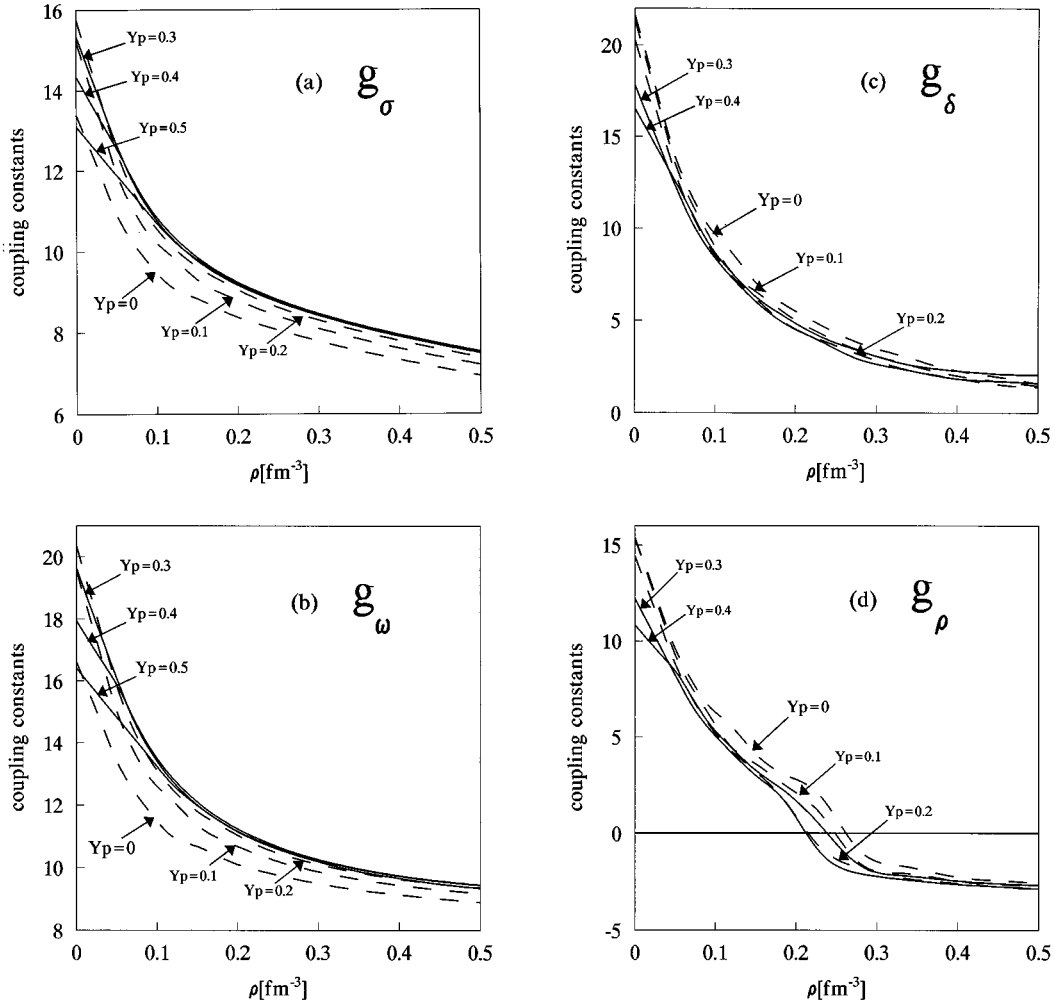 16
14
12
10
8
6
coupling constants
Yp=0.3
Yp=0.4
Yp=0.5
Yp=0
Yp=0.1
Yp=0.2
(a) gσ
0 0.1 0.2 0.3 0.4 0.5
ρ[fm-3]
20
15
10
5
0
coupling constants
Yp=0.3
Yp=0.4
Yp=0
Yp=0.1
Yp=0.2
(c) gδ
0 0.1 0.2 0.3 0.4 0.5
ρ[fm-3]
20
18
16
14
12
10
8
coupling constants
Yp=0.3
Yp=0.4
Yp=0.5
Yp=0
Yp=0.1
Yp=0.2
(b) gω
0 0.1 0.2 0.3 0.4 0.5
ρ[fm-3]
15
10
5
0
-5
coupling constants
Yp=0.3
Yp=0.4
Yp=0
Yp=0.1
Yp=0.2
(d) gρ
0 0.1 0.2 0.3 0.4 0.5
ρ[fm-3]